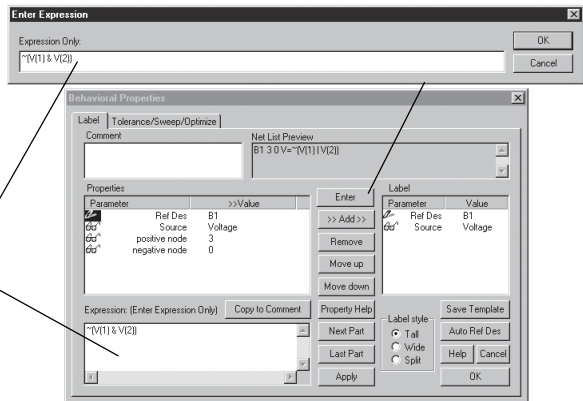 Enter Expression
Expression Only:
~(V(1) & V(2))
OK
Cancel
Behavioral Properties
Label
Tolerance/Sweep/Optimize
Comment
Net List Preview
B1 3 0 V=~(V(1) | V(2))
Properties
Parameter >>Value
Ref Des B1
Source Voltage
positive node 3
negative node 0
Enter
>> Add >>
Remove
Move up
Move down
Label
Parameter Value
Ref Des B1
Source Voltage
Expression: (Enter Expression Only)
Copy to Comment
~(V(1) & V(2))
Property Help
Next Part
Last Part
Apply
Label style
Tall
Wide
Split
Save Template
Auto Ref Des
Help
Cancel
OK